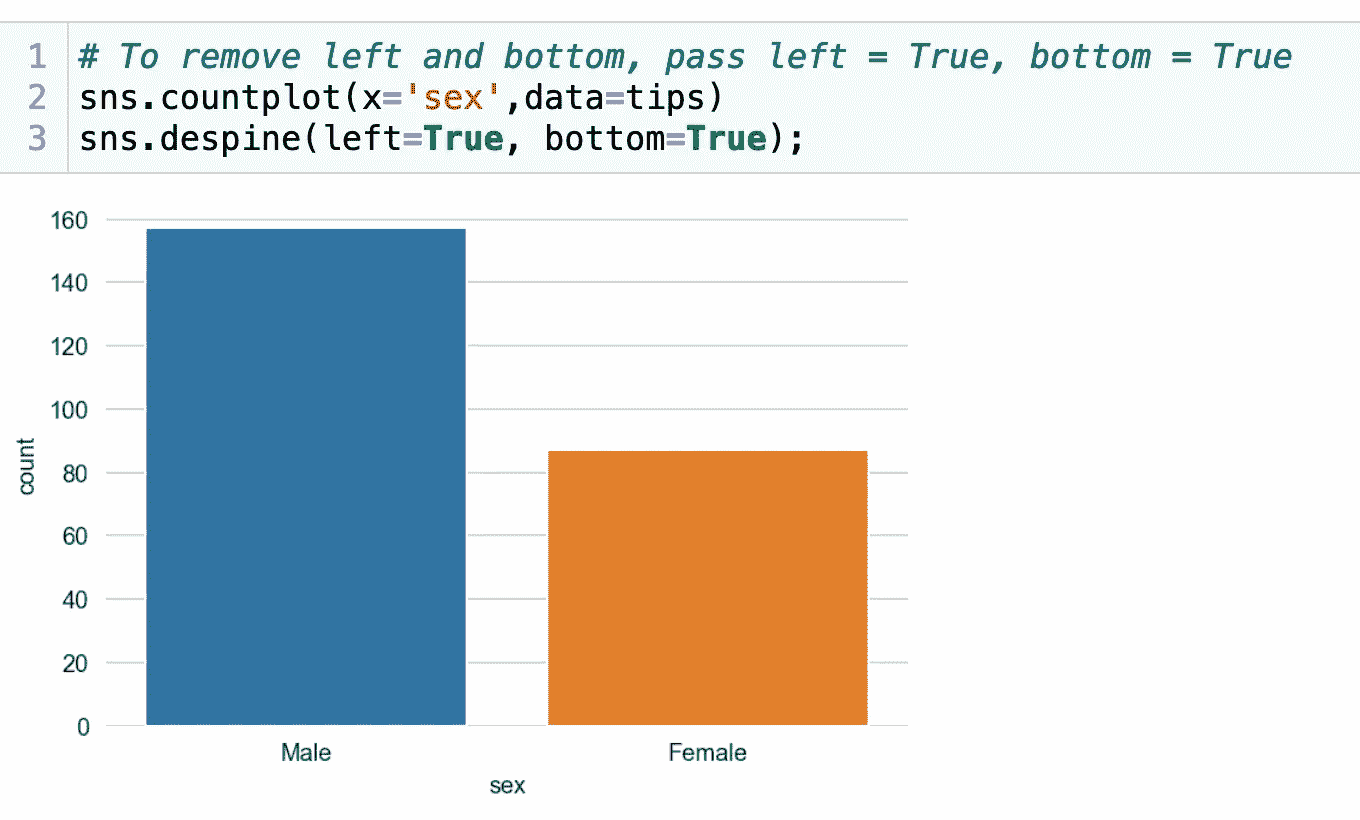 1 # To remove left and bottom, pass left = True, bottom = True
2 sns.countplot(x='sex',data=tips)
3 sns.despine(left=True, bottom=True);
160
140
120
100
80
60
40
20
0
count
Male Female
sex